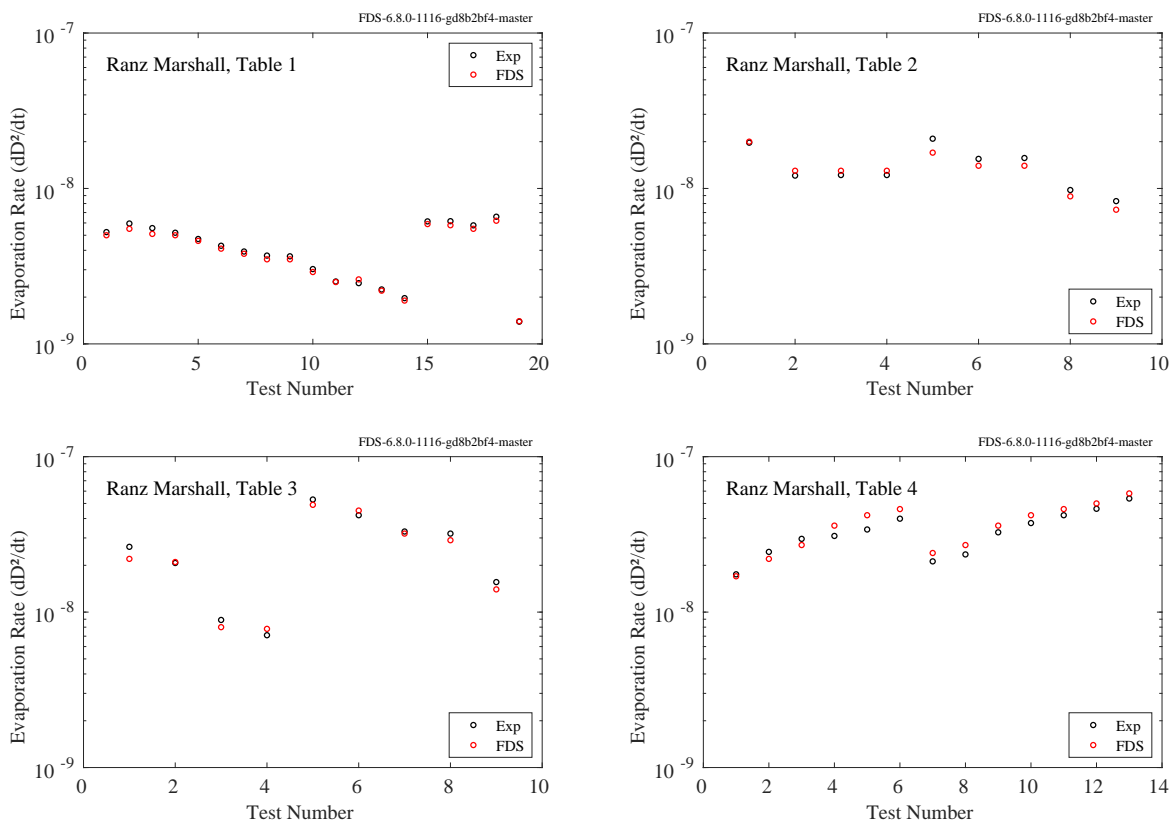 FDS-6.8.0-1116-gd8b2bf4-master
Ranz Marshall, Table 1
Exp
FDS
Evaporation Rate (dD²/dt)
10⁻⁷
10⁻⁸
10⁻⁹
0 5 10 15 20
Test Number
FDS-6.8.0-1116-gd8b2bf4-master
Ranz Marshall, Table 2
Exp
FDS
Evaporation Rate (dD²/dt)
10⁻⁷
10⁻⁸
10⁻⁹
0 2 4 6 8 10
Test Number
FDS-6.8.0-1116-gd8b2bf4-master
Ranz Marshall, Table 3
Exp
FDS
Evaporation Rate (dD²/dt)
10⁻⁷
10⁻⁸
10⁻⁹
0 2 4 6 8 10
Test Number
FDS-6.8.0-1116-gd8b2bf4-master
Ranz Marshall, Table 4
Exp
FDS
Evaporation Rate (dD²/dt)
10⁻⁷
10⁻⁸
10⁻⁹
0 2 4 6 8 10 12 14
Test Number